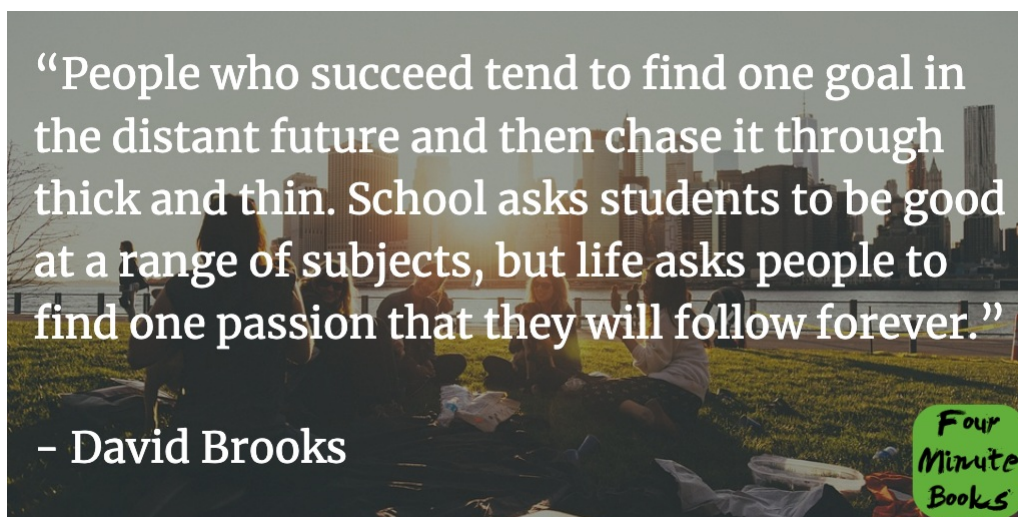 “People who succeed tend to find one goal in
the distant future and then chase it through
thick and thin. School asks students to be good
at a range of subjects, but life asks people to
find one passion that they will follow forever.”
– David Brooks
Four
Minute
Books